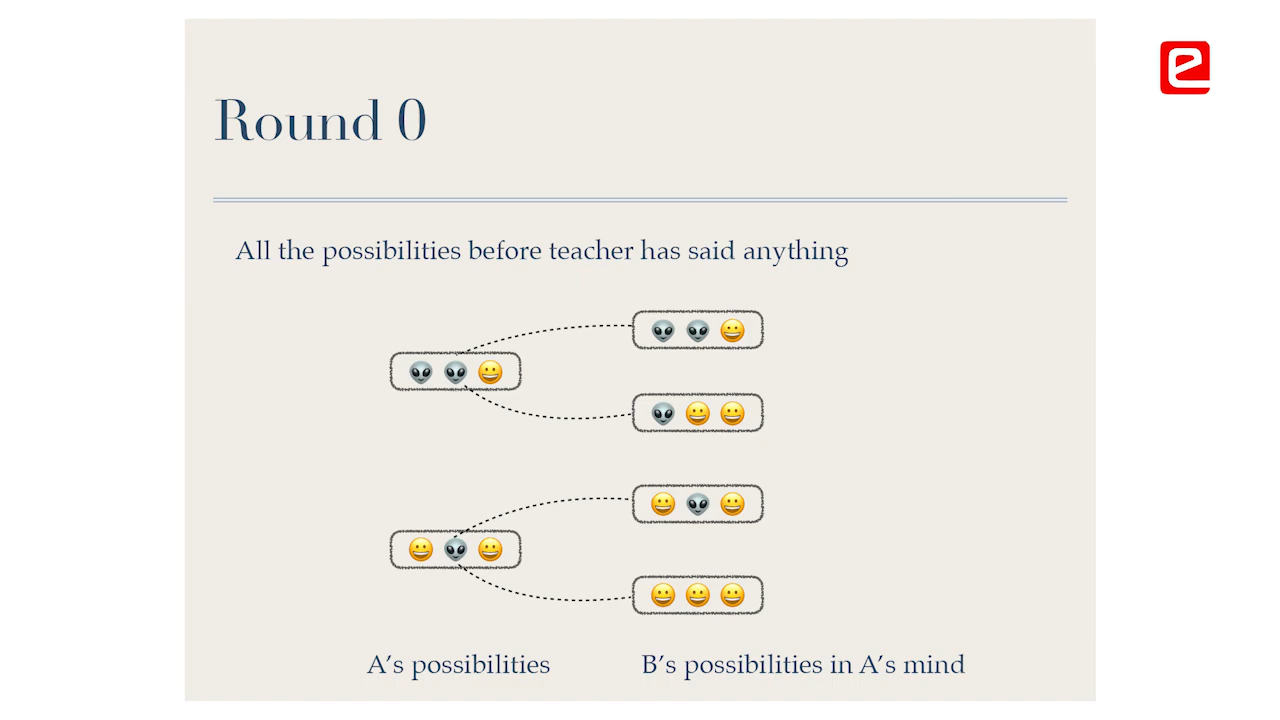 Round 0
All the possibilities before teacher has said anything
A’s possibilities
B’s possibilities in A’s mind